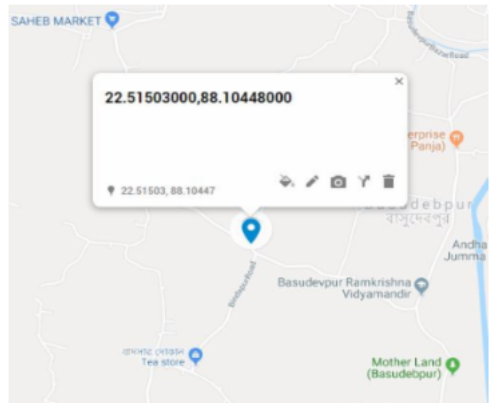 SAHEB MARKET
22.51503000,88.10448000
erprise
Panja)
22.51503, 88.10447
Basudebpur
বাসুদেবপুর
Andha
Jumma
Basudevpur Ramkrishna
Vidyamandir
Tea store
Mother Land
(Basudebpur)